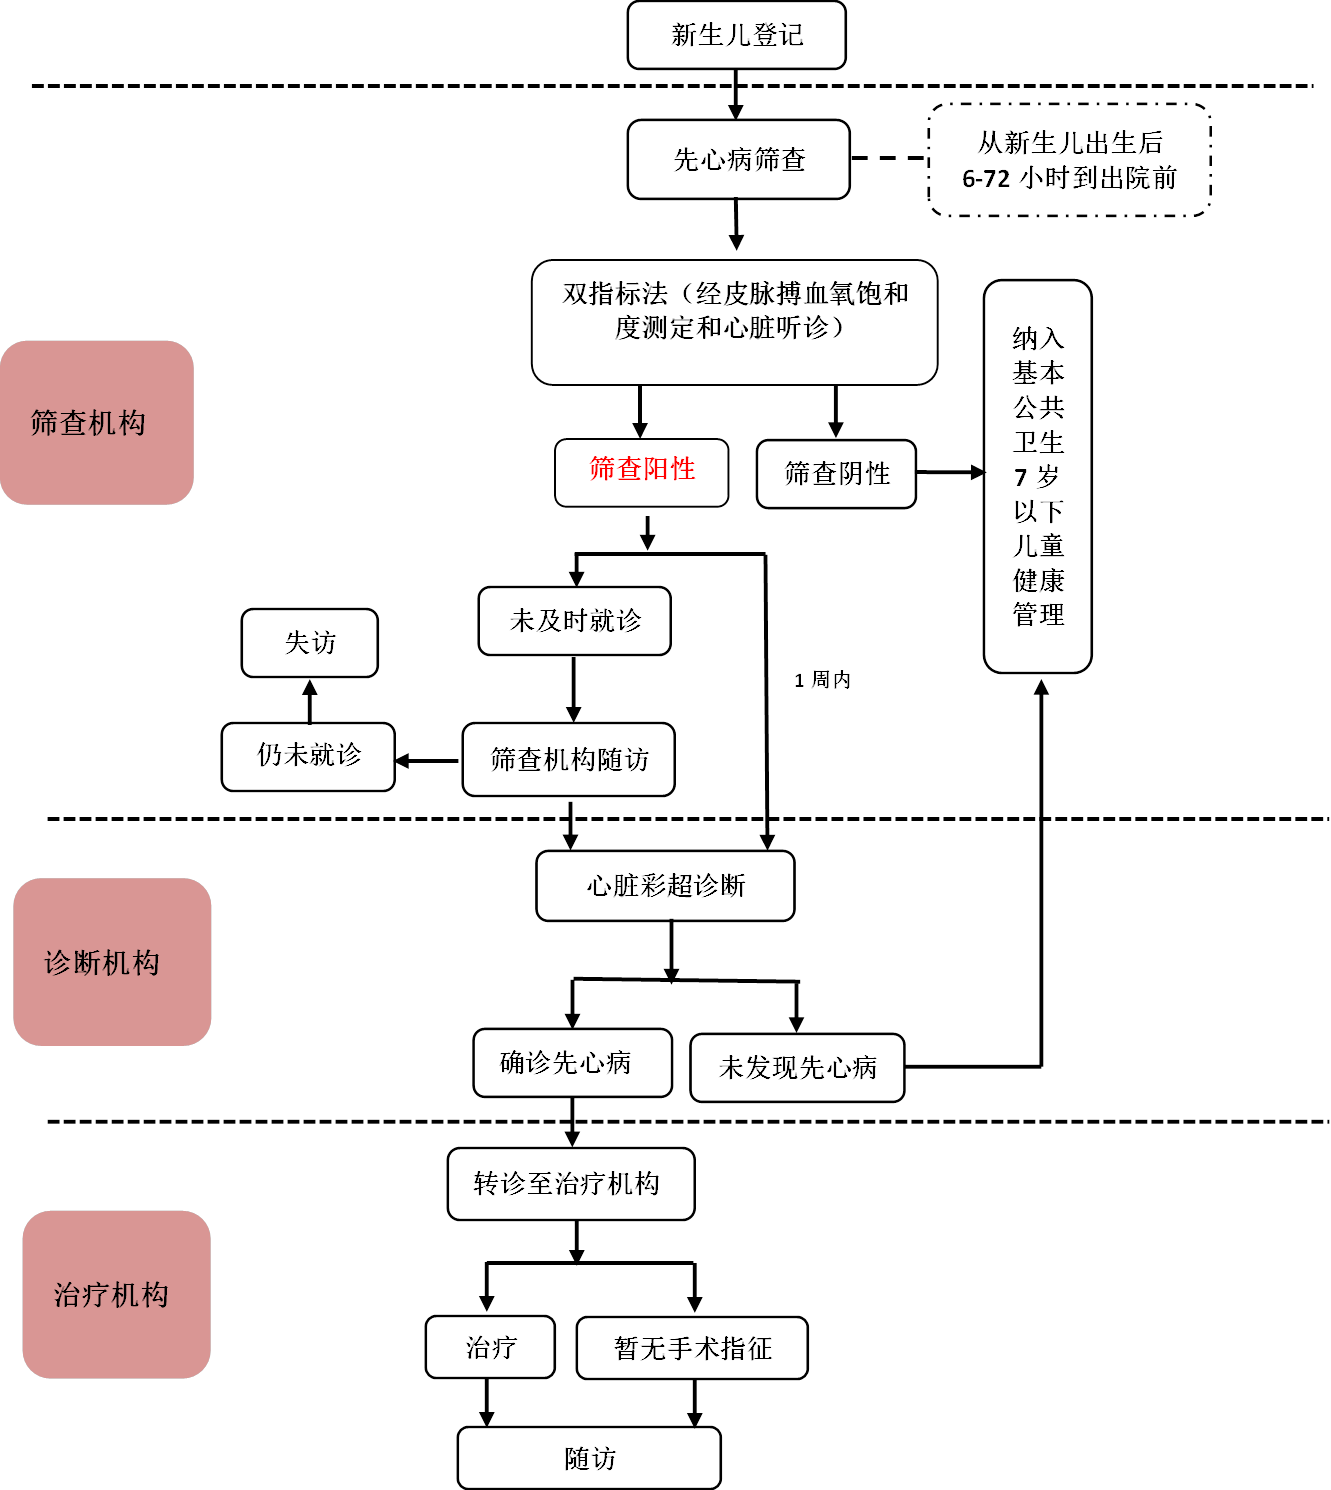 新生儿登记
先心病筛查
从新生儿出生后
6-72 小时到出院前
双指标法（经皮脉搏血氧饱和
度测定和心脏听诊）
纳入
基本
公共
卫生
7 岁
以下
儿童
健康
管理
筛查机构
筛查阳性
筛查阴性
未及时就诊
失访
1 周内
仍未就诊
筛查机构随访
心脏彩超诊断
诊断机构
确诊先心病
未发现先心病
转诊至治疗机构
治疗机构
治疗
暂无手术指征
随访